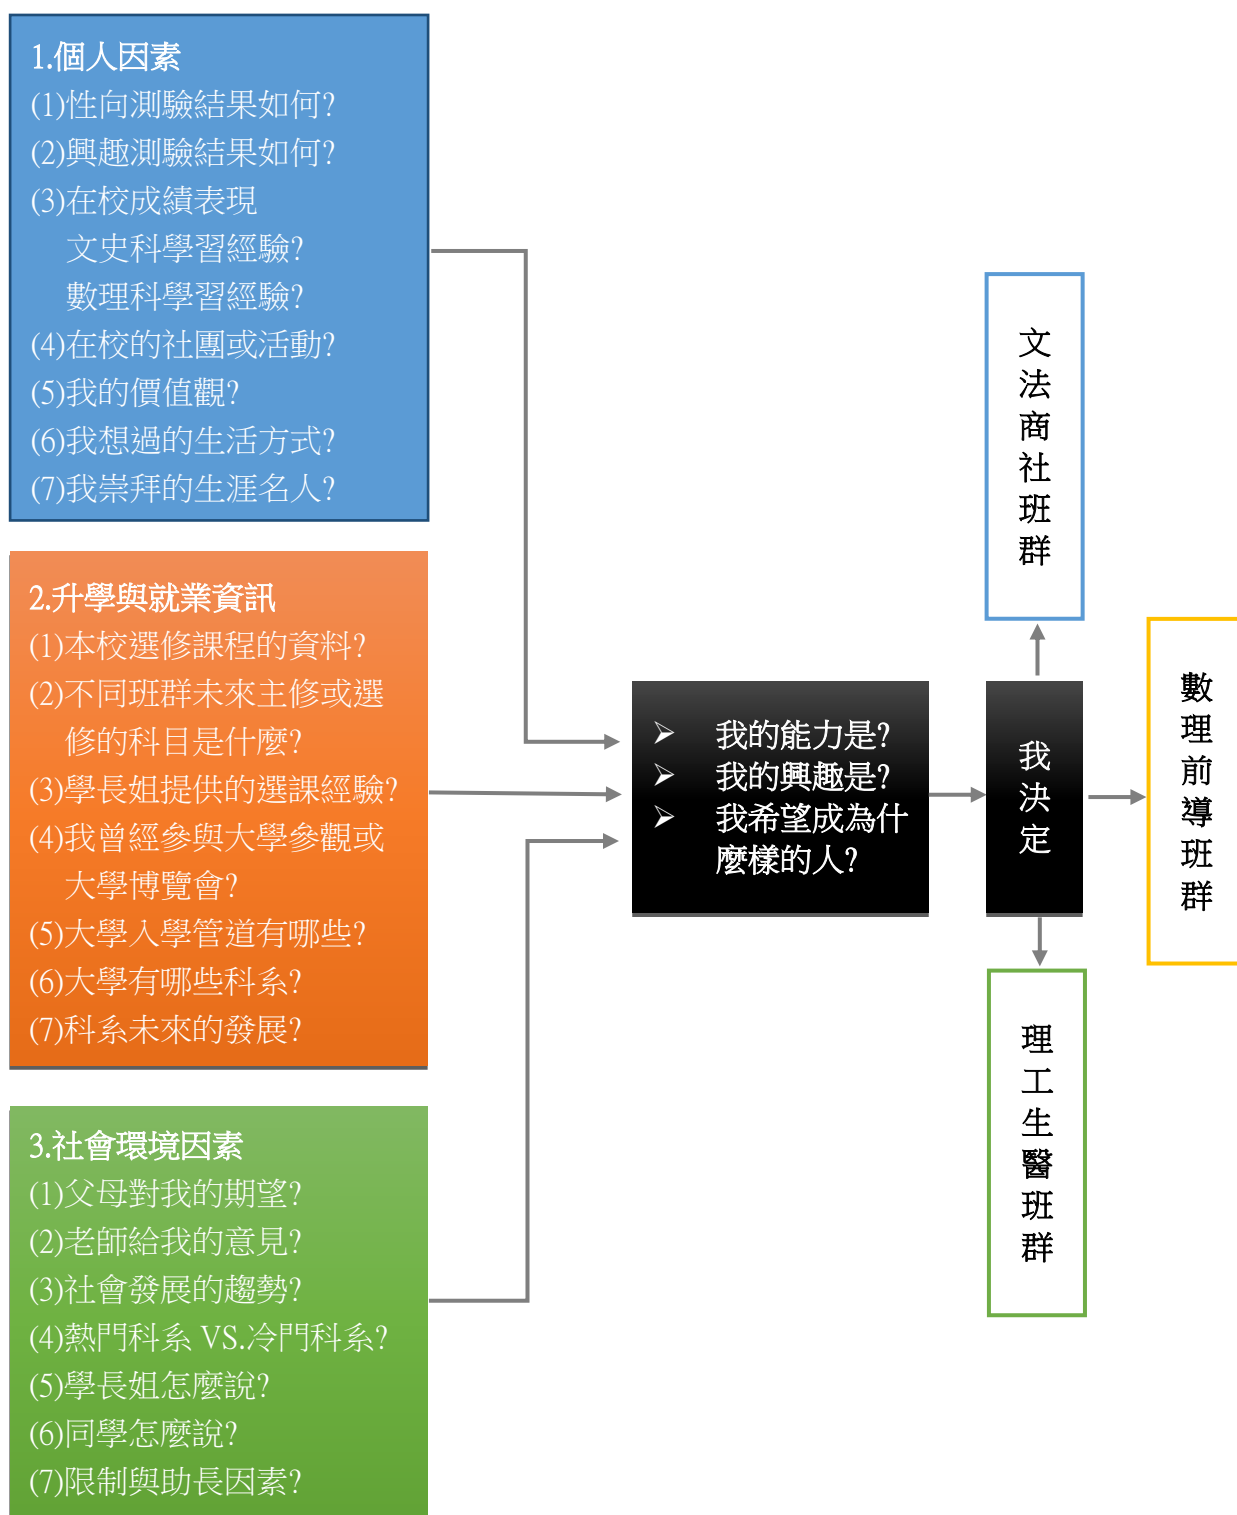 1.個人因素
(1)性向測驗結果如何?
(2)興趣測驗結果如何?
(3)在校成績表現
文史科學習經驗?
數理科學習經驗?
(4)在校的社團或活動?
(5)我的價值觀?
(6)我想過的生活方式?
(7)我崇拜的生涯名人?
2.升學與就業資訊
(1)本校選修課程的資料?
(2)不同班群未來主修或選
修的科目是什麼?
(3)學長姐提供的選課經驗?
(4)我曾經參與大學參觀或
大學博覽會?
(5)大學入學管道有哪些?
(6)大學有哪些科系?
(7)科系未來的發展?
3.社會環境因素
(1)父母對我的期望?
(2)老師給我的意見?
(3)社會發展的趨勢?
(4)熱門科系 VS.冷門科系?
(5)學長姐怎麼說?
(6)同學怎麼說?
(7)限制與助長因素?
➢ 我的能力是?
➢ 我的興趣是?
➢ 我希望成為什
麼樣的人?
我決定
文法商社班群
數理前導班群
理工生醫班群